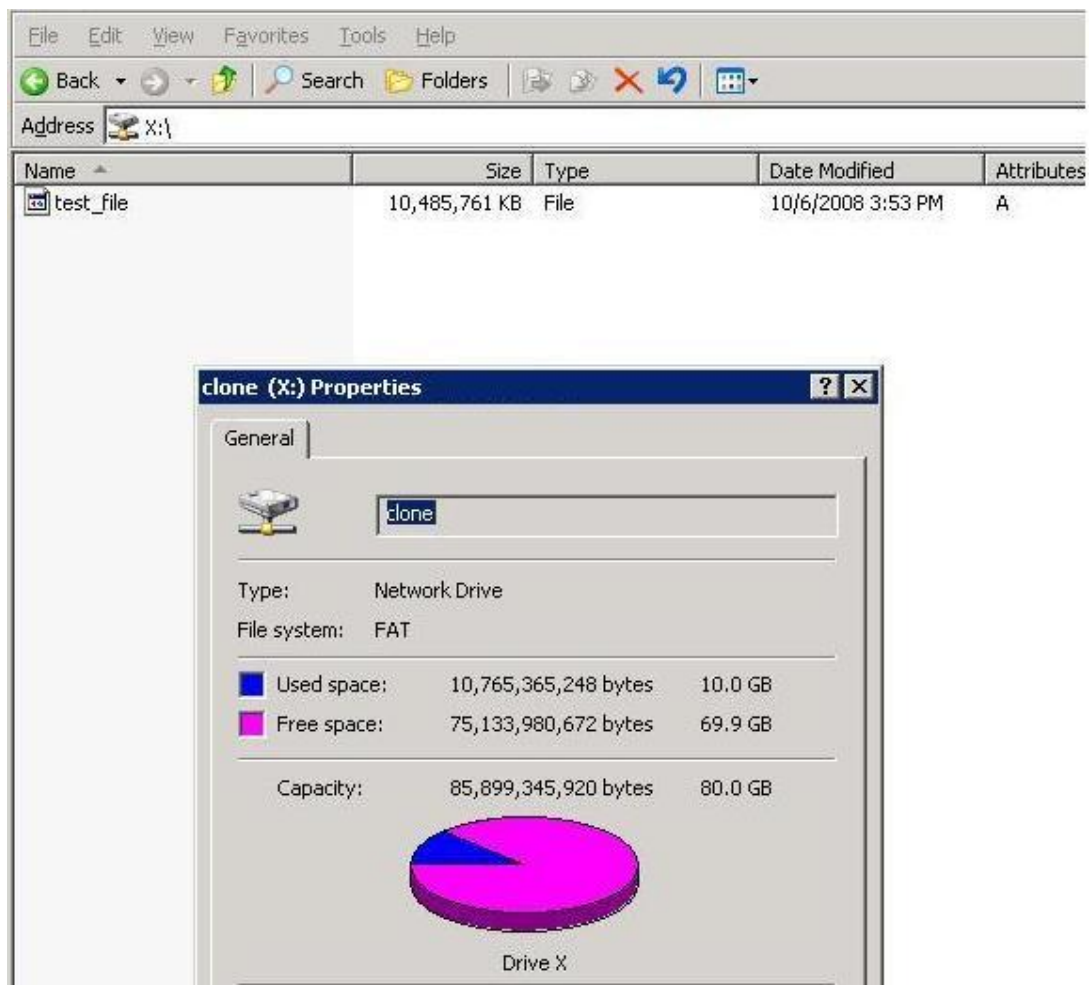 File Edit View Favorites Tools Help
Back Search Folders
Address X:\
Name Size Type Date Modified Attributes
test_file 10,485,761 KB File 10/6/2008 3:53 PM A
clone (X:) Properties
General
clone
Type: Network Drive
File system: FAT
Used space: 10,765,365,248 bytes 10.0 GB
Free space: 75,133,980,672 bytes 69.9 GB
Capacity: 85,899,345,920 bytes 80.0 GB
Drive X